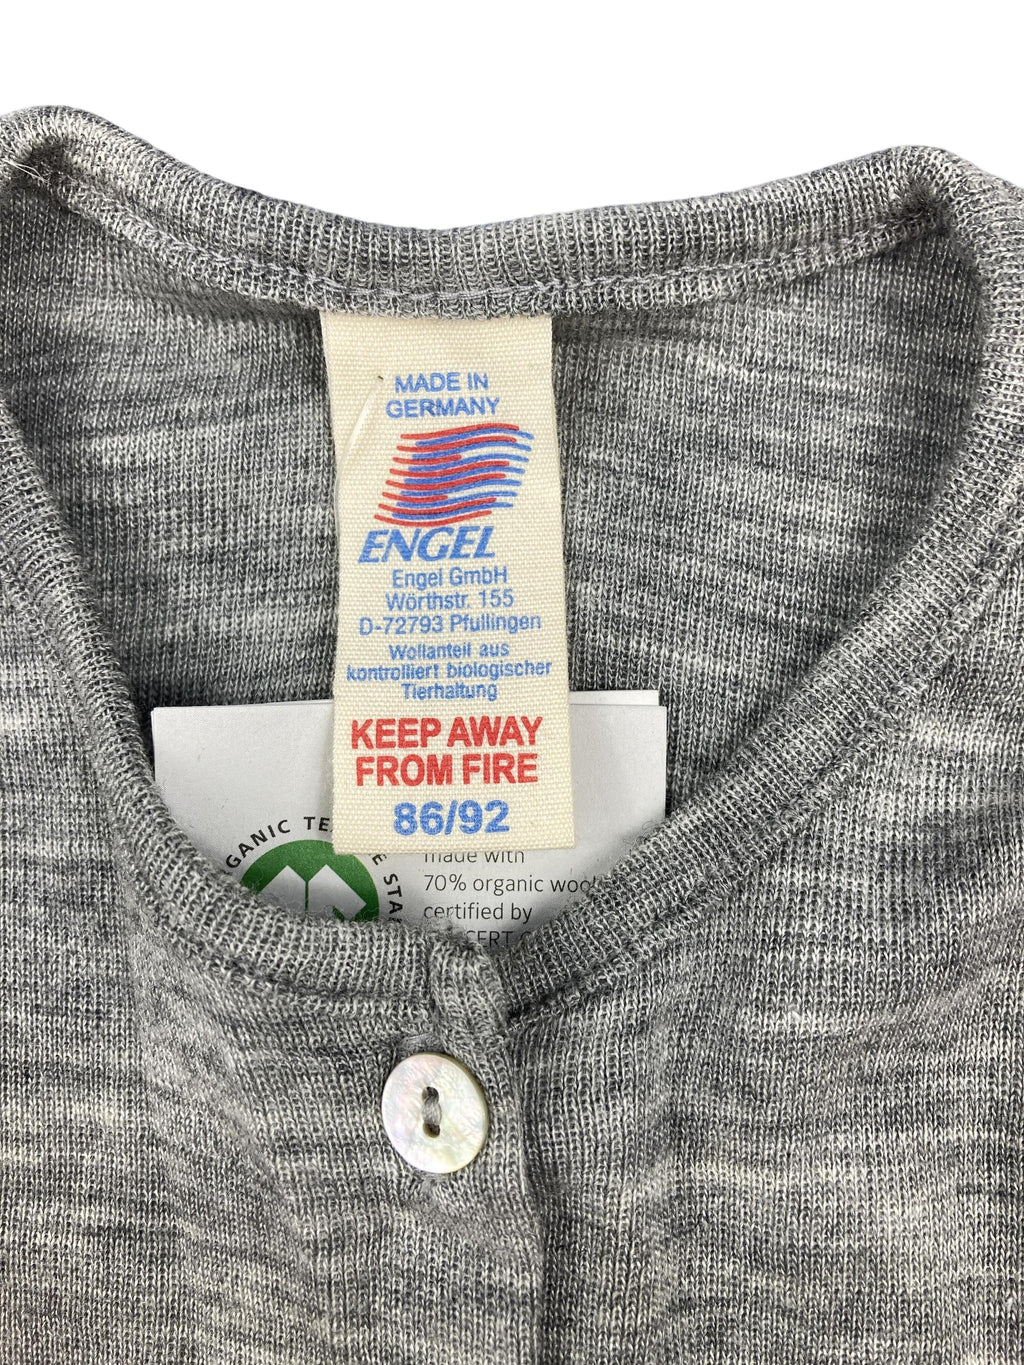 MADE IN
GERMANY
ENGEL
Engel GmbH
Wörthstr. 155
D-72793 Pfullingen
Wollanteil aus
kontrolliert biologischer
Tierhaltung
KEEP AWAY
FROM FIRE
86/92
made with
70% organic wool
certified by